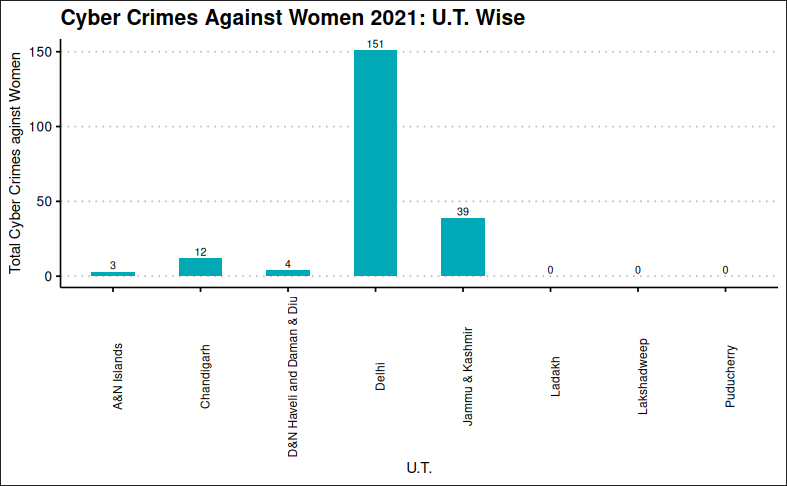 Cyber Crimes Against Women 2021: U.T. Wise
Total Cyber Crimes aginst Women
150
100
50
0
3
12
4
151
39
0
0
0
A&N Islands
Chandigarh
D&N Haveli and Daman & Diu
Delhi
Jammu & Kashmir
Ladakh
Lakshadweep
Puducherry
U.T.